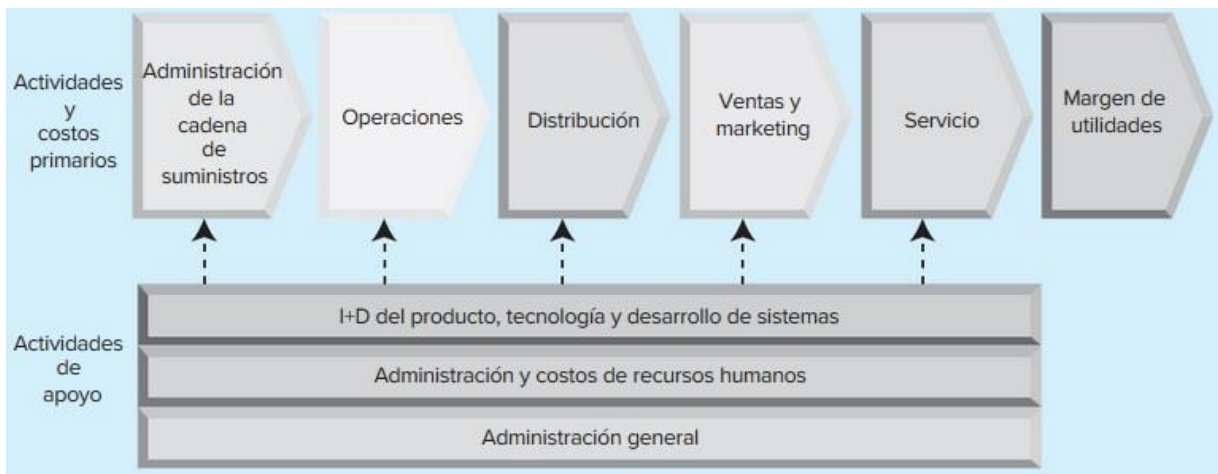 Actividades
y
costos
primarios
Administración
de la
cadena
de
suministros
Operaciones
Distribución
Ventas y
marketing
Servicio
Margen de
utilidades
Actividades
de
apoyo
I+D del producto, tecnología y desarrollo de sistemas
Administración y costos de recursos humanos
Administración general